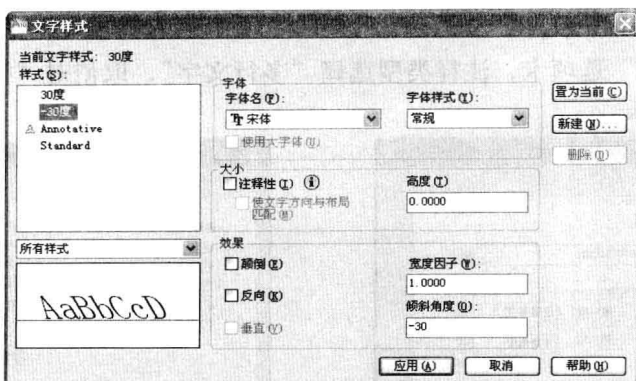 文字样式
当前文字样式: 30度
样式(S):
30度
-30度
Annotative
Standard
所有样式
AaBbCcD
字体
字体名(F):
宋体
使用大字体(U)
字体样式(Y):
常规
大小
注释性(I)
使文字方向与布局
匹配(M)
高度(T)
0.0000
效果
颠倒(E)
反向(K)
垂直(V)
宽度因子(W):
1.0000
倾斜角度(O):
-30
置为当前(C)
新建(N)...
删除(D)
应用(A)
取消
帮助(H)